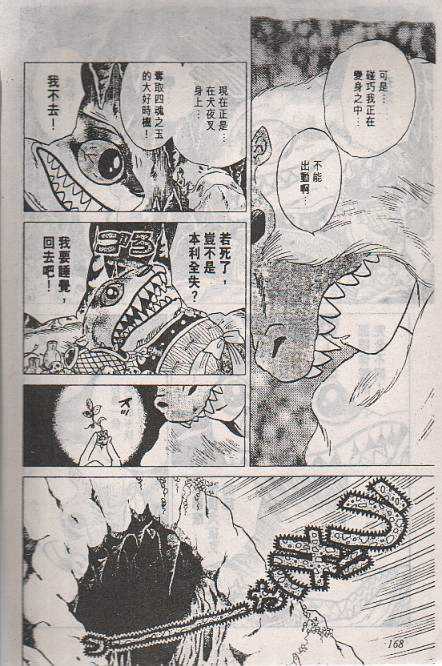 可是…
碰巧我正在
變身之中…
不能
出動啊…
現在正是…
在犬夜叉
身上…
奪取四魂之玉
的大好時機！
我不去！
若死了，
豈不是
本利全失？
我要睡覺，
回去吧！
168